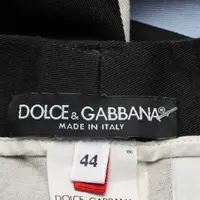 DOLCE & GABBANA
MADE IN ITALY
44
DOLCE & GABBANA